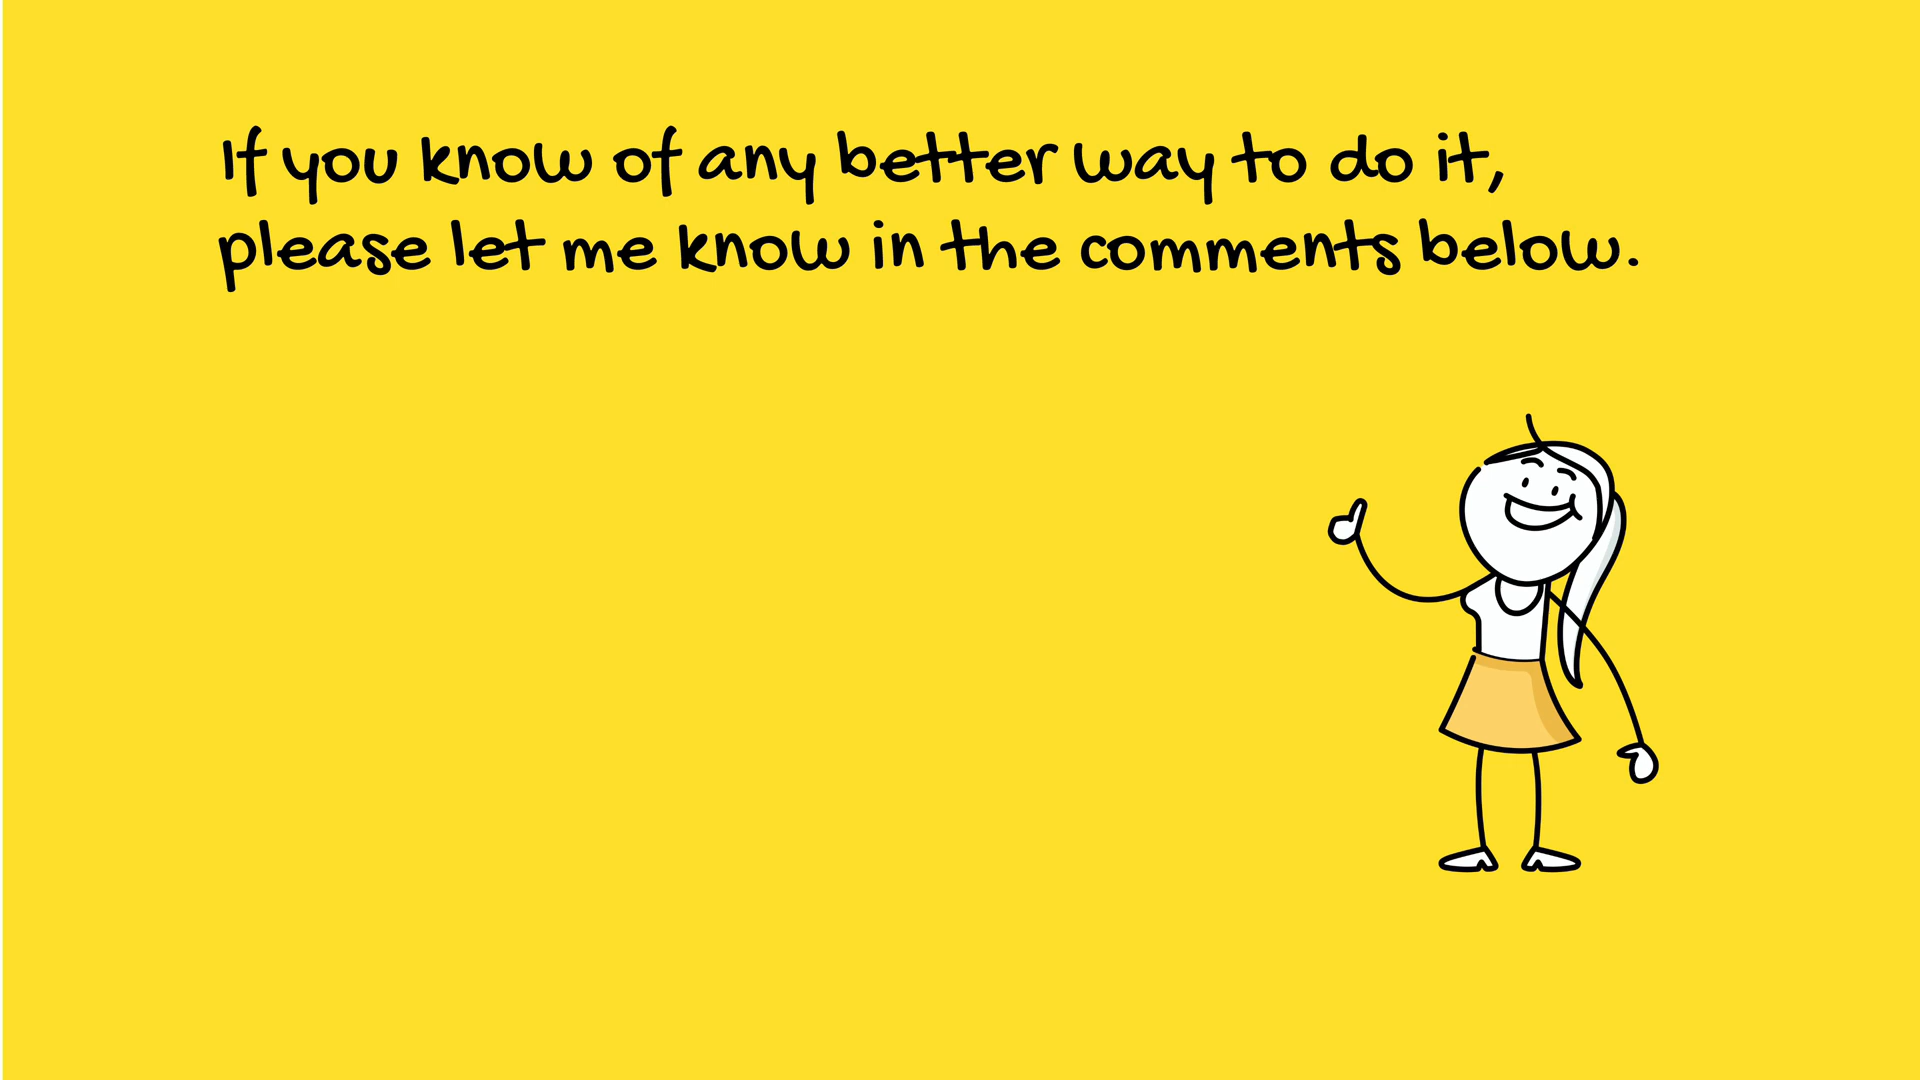 If you know of any better way to do it,
please let me know in the comments below.